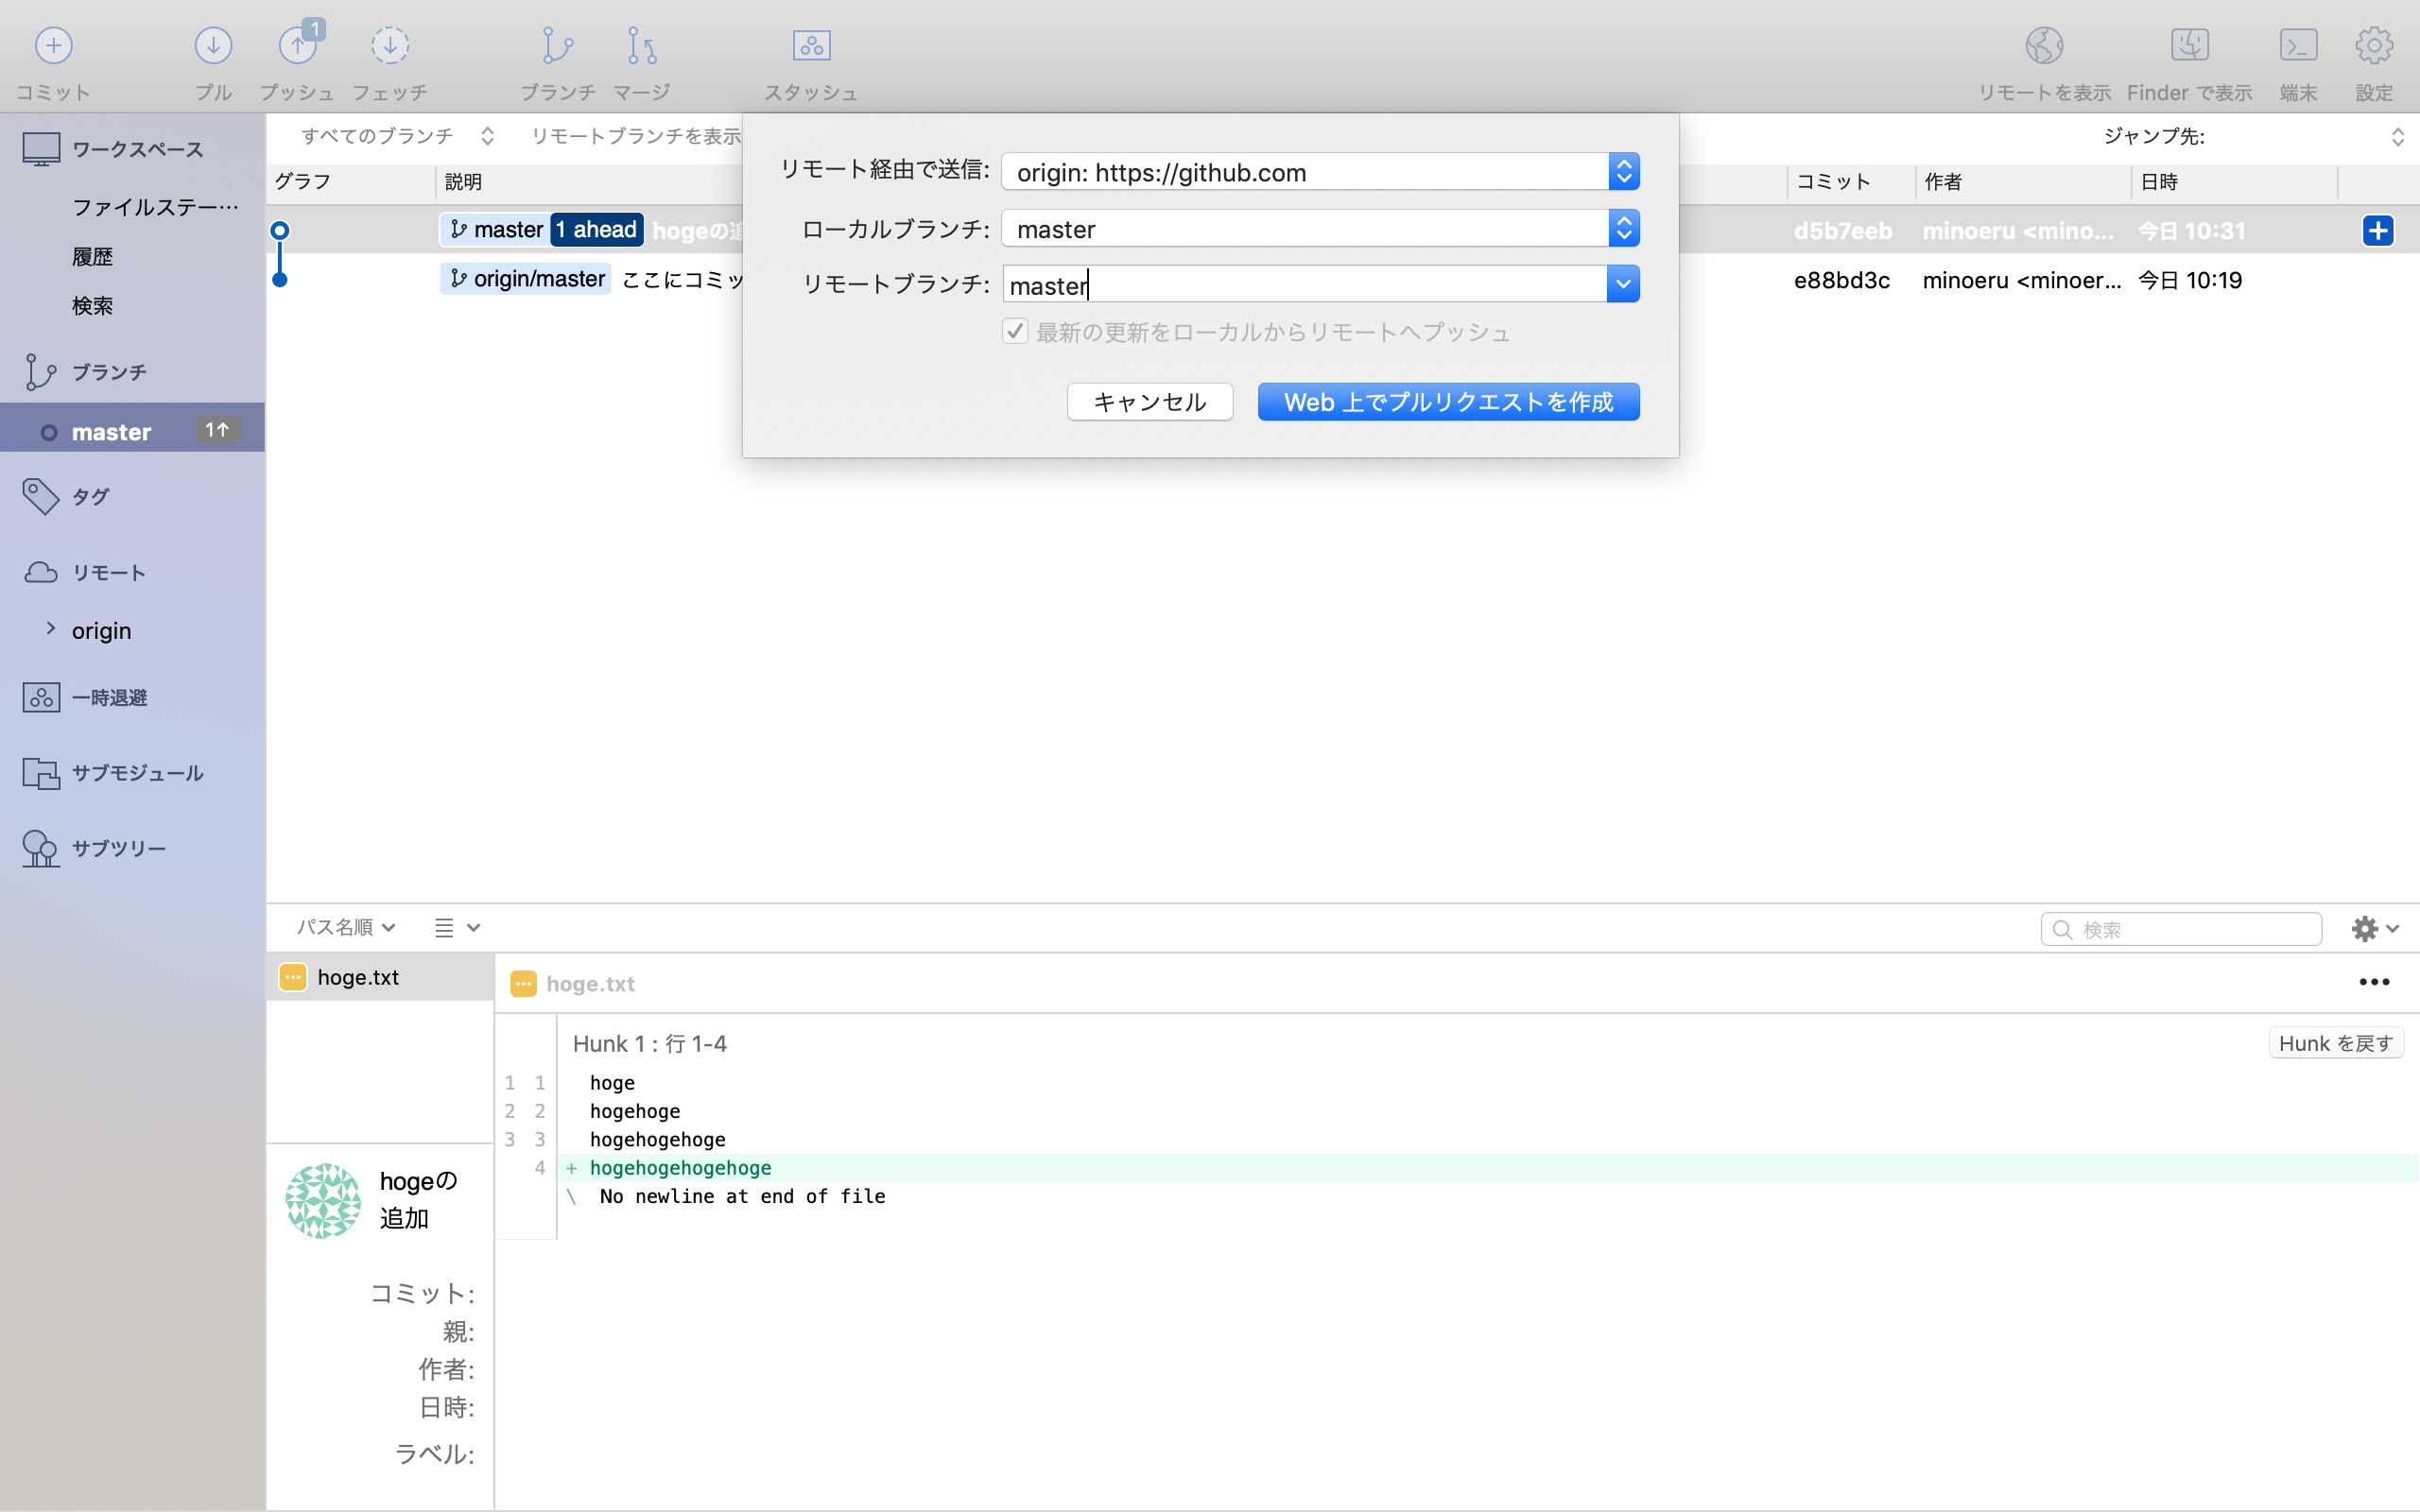 1
コミット プル プッシュ フェッチ ブランチ マージ スタッシュ リモートを表示 Finder で表示 端末 設定
ワークスペース
ファイルステー…
履歴
検索
ブランチ
master 1↑
タグ
リモート
origin
一時退避
サブモジュール
サブツリー
すべてのブランチ リモートブランチを表示 ジャンプ先:
グラフ 説明 コミット 作者 日時
master 1 ahead hogeの追 d5b7eeb minoeru <mino... 今日 10:31
origin/master ここにコミッ e88bd3c minoeru <minoer... 今日 10:19
リモート経由で送信: origin: https://github.com
ローカルブランチ: master
リモートブランチ: master
最新の更新をローカルからリモートへプッシュ
キャンセル Web 上でプルリクエストを作成
パス名順 検索
hoge.txt
hoge.txt
Hunk 1 : 行 1-4 Hunk を戻す
1 1 hoge
2 2 hogehoge
3 3 hogehogehoge
4 + hogehogehogehoge
\ No newline at end of file
hogeの
追加
コミット:
親:
作者:
日時:
ラベル: